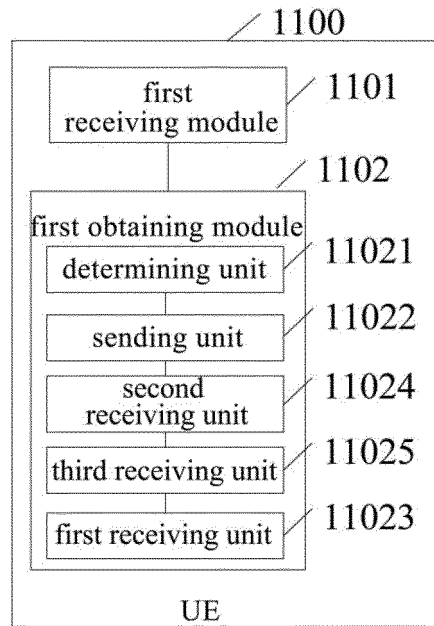 1100
first
receiving module
1101
1102
first obtaining module
determining unit
11021
sending unit
11022
second
receiving unit
11024
third receiving unit
11025
first receiving unit
11023
UE